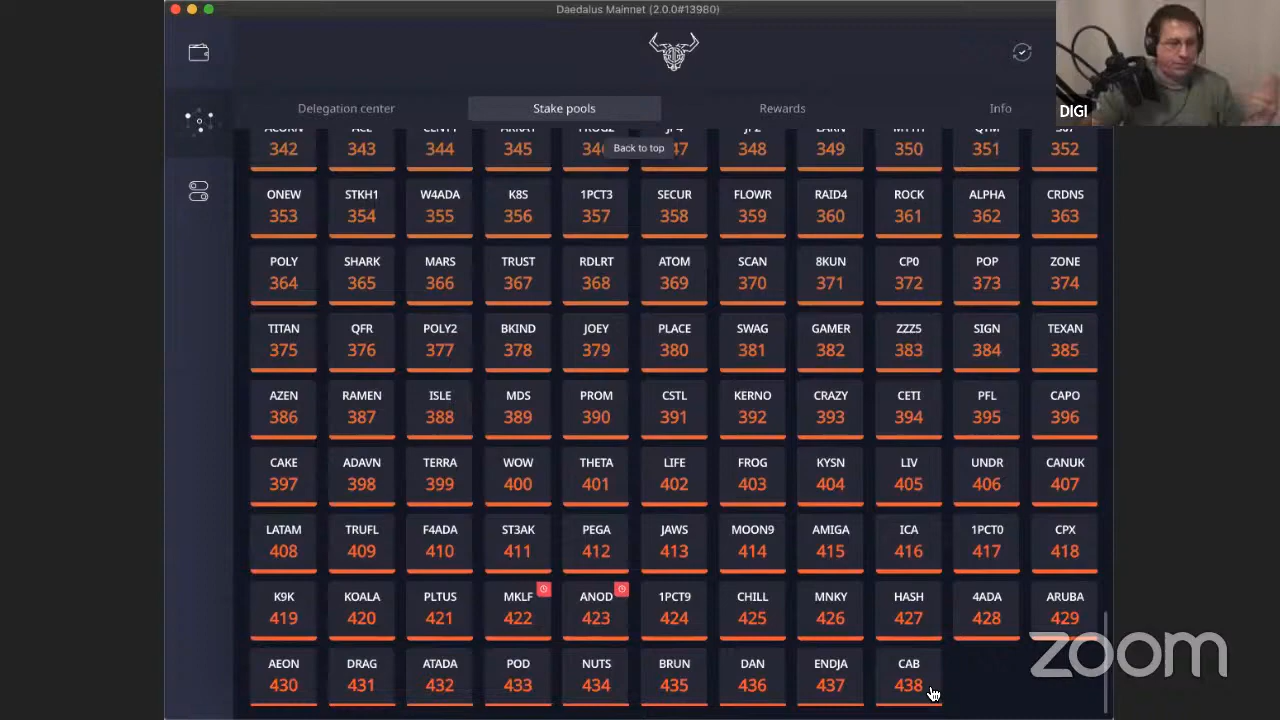 Daedalus Mainnet (2.0.0#13980)
DIGI
Delegation center Stake pools Rewards Info
342 343 344 345 348 349 350 351 352
Back to top
ONEW STKH1 W4ADA K8S 1PCT3 SECUR FLOWR RAID4 ROCK ALPHA CRDNS
353 354 355 356 357 358 359 360 361 362 363
POLY SHARK MARS TRUST RDLRT ATOM SCAN 8KUN CP0 POP ZONE
364 365 366 367 368 369 370 371 372 373 374
TITAN QFR POLY2 BKIND JOEY PLACE SWAG GAMER ZZZ5 SIGN TEXAN
375 376 377 378 379 380 381 382 383 384 385
AZEN RAMEN ISLE MDS PROM CSTL KERNO CRAZY CETI PFL CAPO
386 387 388 389 390 391 392 393 394 395 396
CAKE ADAVN TERRA WOW THETA LIFE FROG KYSN LIV UNDR CANUK
397 398 399 400 401 402 403 404 405 406 407
LATAM TRUFL F4ADA ST3AK PEGA JAWS MOON9 AMIGA ICA 1PCT0 CPX
408 409 410 411 412 413 414 415 416 417 418
K9K KOALA PLTUS MKLF ANOD 1PCT9 CHILL MNKY HASH 4ADA ARUBA
419 420 421 422 423 424 425 426 427 428 429
AEON DRAG ATADA POD NUTS BRUN DAN ENDJA CAB
430 431 432 433 434 435 436 437 438
zoom